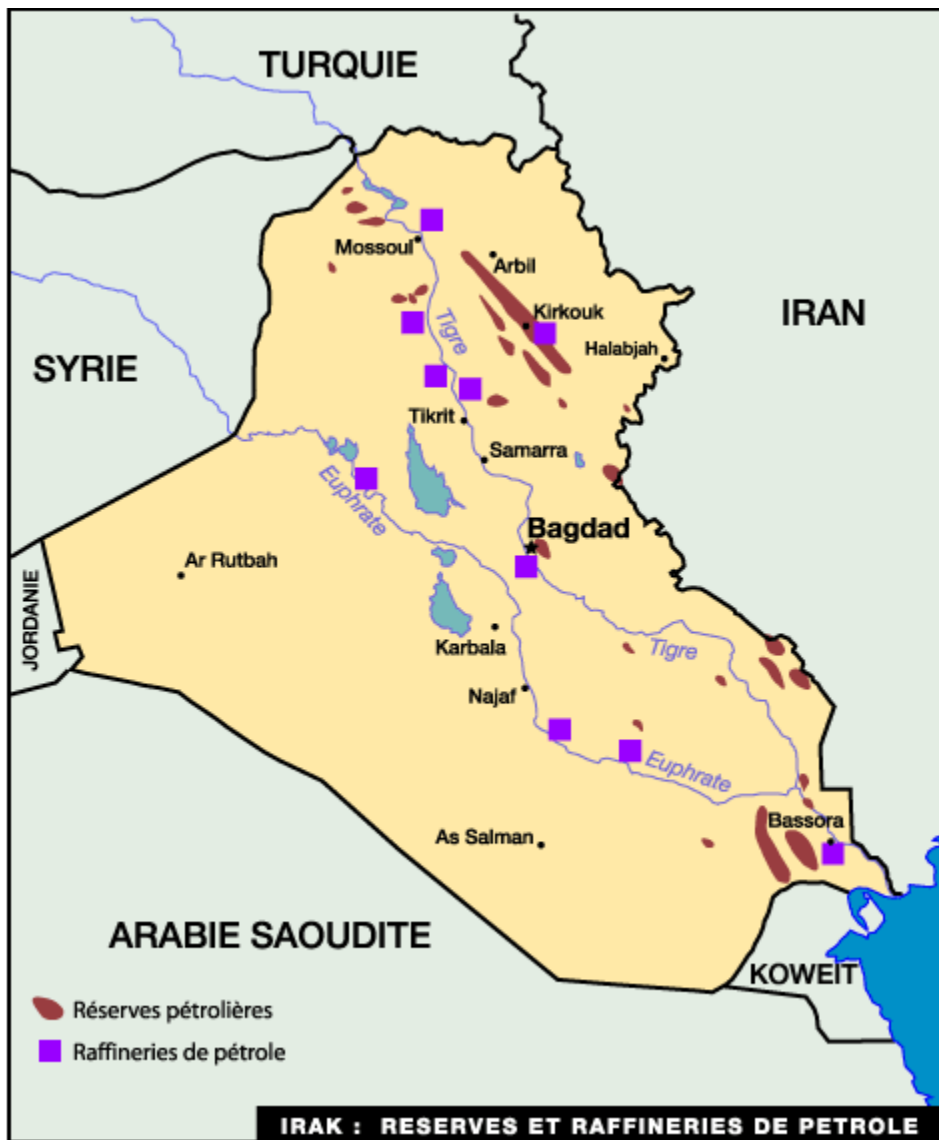 TURQUIE
Mossoul
Arbil
IRAN
Kirkouk
Tigre
Halabjah
SYRIE
Tikrit
Samarra
Euphrate
Bagdad
Ar Rutbah
JORDANIE
Karbala
Tigre
Najaf
Euphrate
Bassora
As Salman
ARABIE SAOUDITE
KOWEIT
Réserves pétrolières
Raffineries de pétrole
IRAK : RESERVES ET RAFFINERIES DE PETROLE